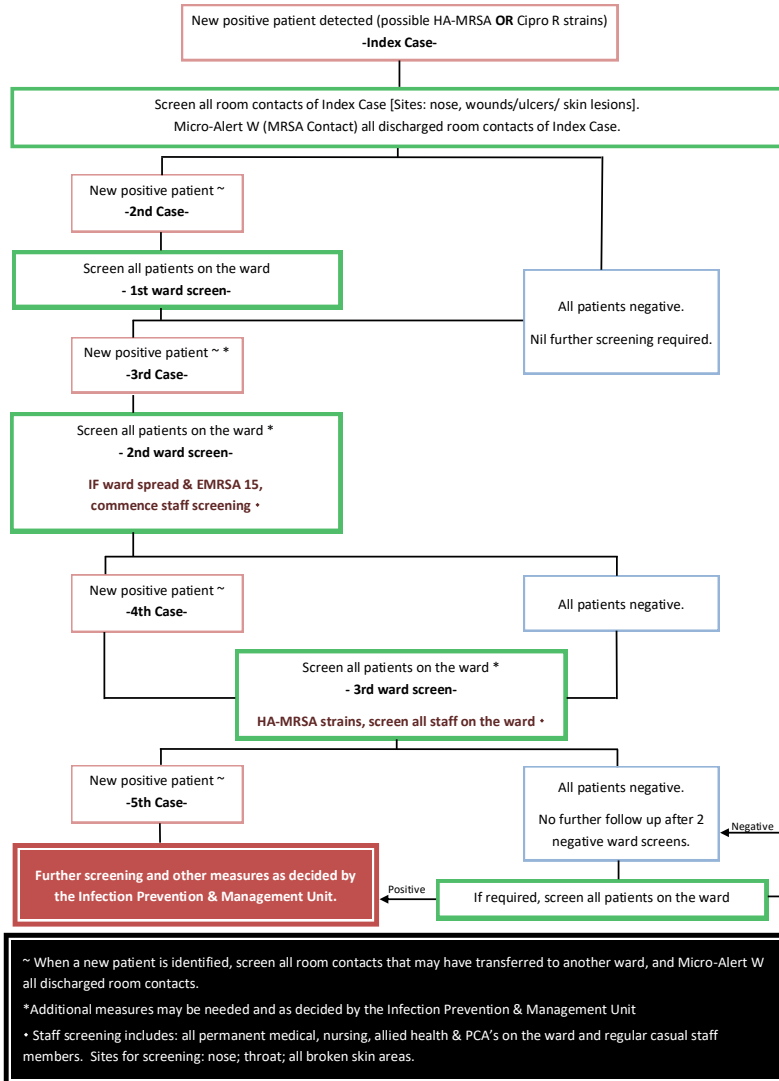 New positive patient detected (possible HA-MRSA OR Cipro R strains)
-Index Case-
Screen all room contacts of Index Case [Sites: nose, wounds/ulcers/ skin lesions].
Micro-Alert W (MRSA Contact) all discharged room contacts of Index Case.
New positive patient ~
-2nd Case-
Screen all patients on the ward
- 1st ward screen-
All patients negative.
Nil further screening required.
New positive patient ~ *
-3rd Case-
Screen all patients on the ward *
- 2nd ward screen-
IF ward spread & EMRSA 15,
commence staff screening ᛭
New positive patient ~
-4th Case-
All patients negative.
Screen all patients on the ward *
- 3rd ward screen-
HA-MRSA strains, screen all staff on the ward ᛭
New positive patient ~
-5th Case-
All patients negative.
No further follow up after 2
negative ward screens.
Negative
Further screening and other measures as decided by
the Infection Prevention & Management Unit.
Positive
If required, screen all patients on the ward
~ When a new patient is identified, screen all room contacts that may have transferred to another ward, and Micro-Alert W
all discharged room contacts.
*Additional measures may be needed and as decided by the Infection Prevention & Management Unit
᛭ Staff screening includes: all permanent medical, nursing, allied health & PCA's on the ward and regular casual staff
members.  Sites for screening: nose; throat; all broken skin areas.